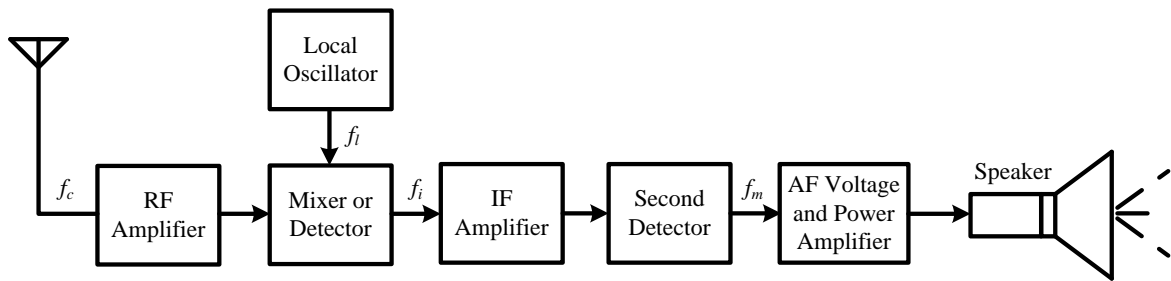 Local
Oscillator
f_l
f_c
RF
Amplifier
Mixer or
Detector
f_i
IF
Amplifier
Second
Detector
f_m
AF Voltage
and Power
Amplifier
Speaker